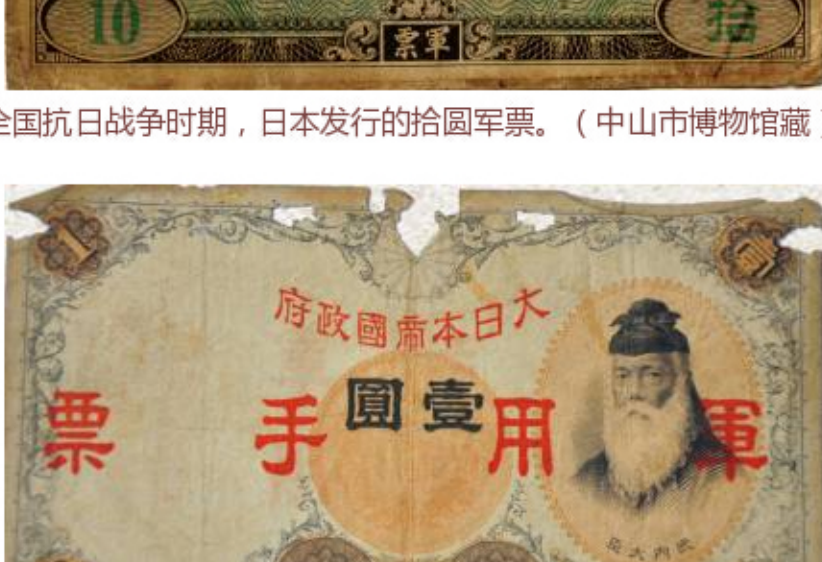 10
軍票
拾
全国抗日战争时期，日本发行的拾圆军票。（中山市博物馆藏）
1
壹
大日本帝國政府
壹圓
軍用手票
武内大臣